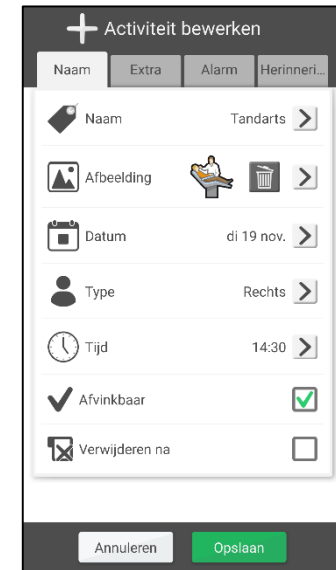 Activiteit bewerken
Naam Extra Alarm Herinneri...
Naam Tandarts
Afbeelding
Datum di 19 nov.
Type Rechts
Tijd 14:30
Afvinkbaar
Verwijderen na
Annuleren Opslaan